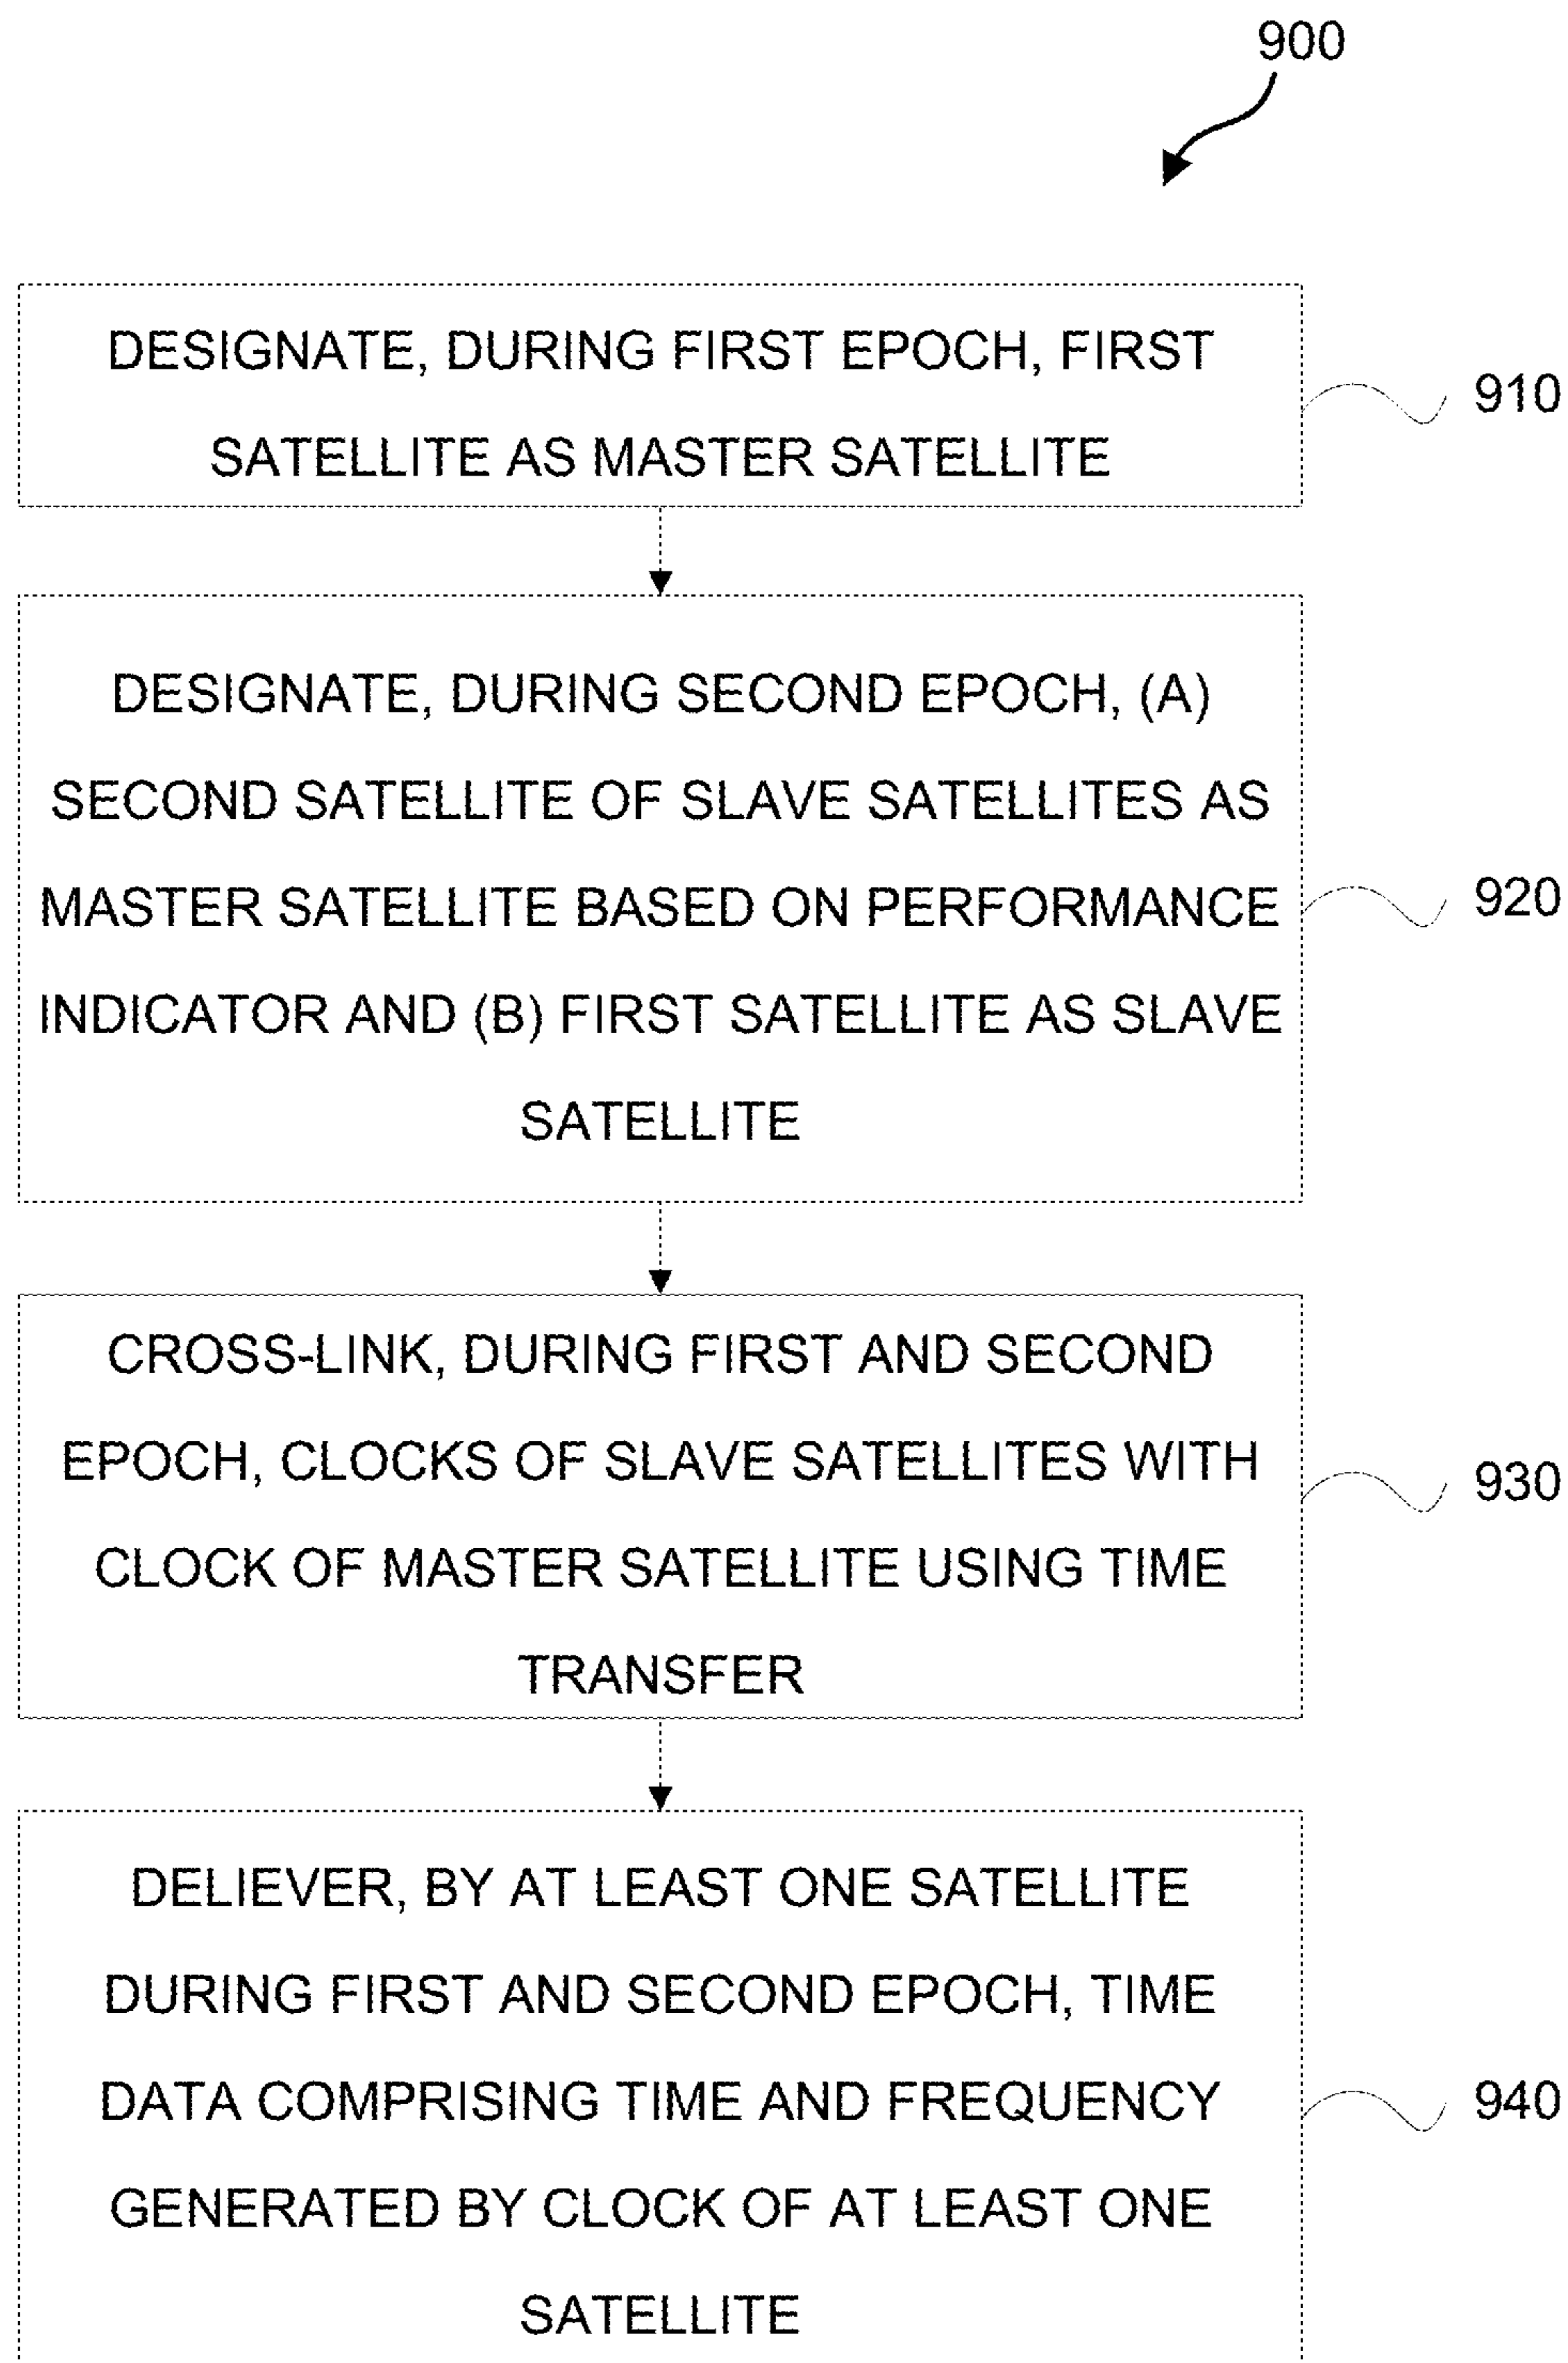 900
DESIGNATE, DURING FIRST EPOCH, FIRST
SATELLITE AS MASTER SATELLITE
910
DESIGNATE, DURING SECOND EPOCH, (A)
SECOND SATELLITE OF SLAVE SATELLITES AS
MASTER SATELLITE BASED ON PERFORMANCE
INDICATOR AND (B) FIRST SATELLITE AS SLAVE
SATELLITE
920
CROSS-LINK, DURING FIRST AND SECOND
EPOCH, CLOCKS OF SLAVE SATELLITES WITH
CLOCK OF MASTER SATELLITE USING TIME
TRANSFER
930
DELIEVER, BY AT LEAST ONE SATELLITE
DURING FIRST AND SECOND EPOCH, TIME
DATA COMPRISING TIME AND FREQUENCY
GENERATED BY CLOCK OF AT LEAST ONE
SATELLITE
940